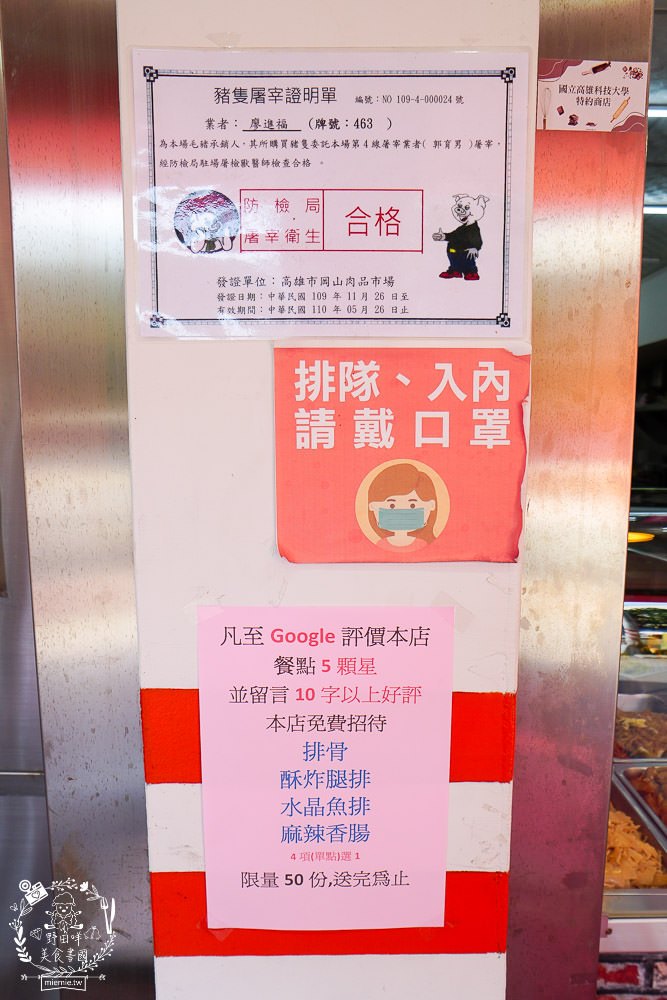 豬隻屠宰證明單 編號：NO 109-4-000024號
業者： 廖進福 (牌號：463 )
為本場毛豬承銷人，其所購買豬隻委託本場第4線屠宰業者( 郭育男 )屠宰，
經防檢局駐場屠檢獸醫師檢查合格 。
防檢局
屠宰衛生
合格
發證單位：高雄市岡山肉品市場
發證日期：中華民國 109 年 11 月 26 日至
有效期間：中華民國 110 年 05 月 26 日止
國立高雄科技大學
特約商店
排隊、入內
請戴口罩
凡至 Google 評價本店
餐點 5 顆星
並留言 10 字以上好評
本店免費招待
排骨
酥炸腿排
水晶魚排
麻辣香腸
4 項(單點)選 1
限量 50 份,送完為止
野田咩
美食書國
miemie.tw